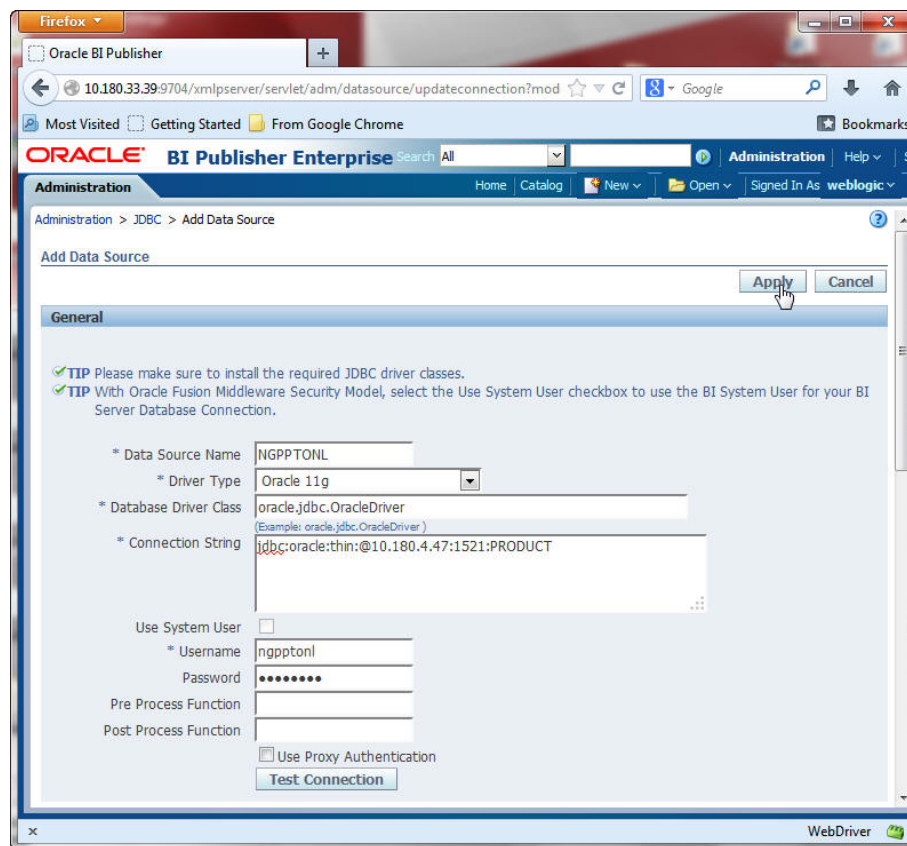 Firefox
Oracle BI Publisher
+
10.180.33.39:9704/xmlpserver/servlet/adm/datasource/updateconnection?mod
Google
Most Visited Getting Started From Google Chrome Bookmarks
ORACLE BI Publisher Enterprise Search All Administration Help
Administration Home Catalog New Open Signed In As weblogic
Administration > JDBC > Add Data Source
Add Data Source
Apply Cancel
General
TIP Please make sure to install the required JDBC driver classes.
TIP With Oracle Fusion Middleware Security Model, select the Use System User checkbox to use the BI System User for your BI
Server Database Connection.
* Data Source Name NGPPTONL
* Driver Type Oracle 11g
* Database Driver Class oracle.jdbc.OracleDriver
(Example: oracle.jdbc.OracleDriver )
* Connection String jdbc:oracle:thin:@10.180.4.47:1521:PRODUCT
Use System User
* Username ngpptonl
Password ••••••••
Pre Process Function
Post Process Function
Use Proxy Authentication
Test Connection
x WebDriver